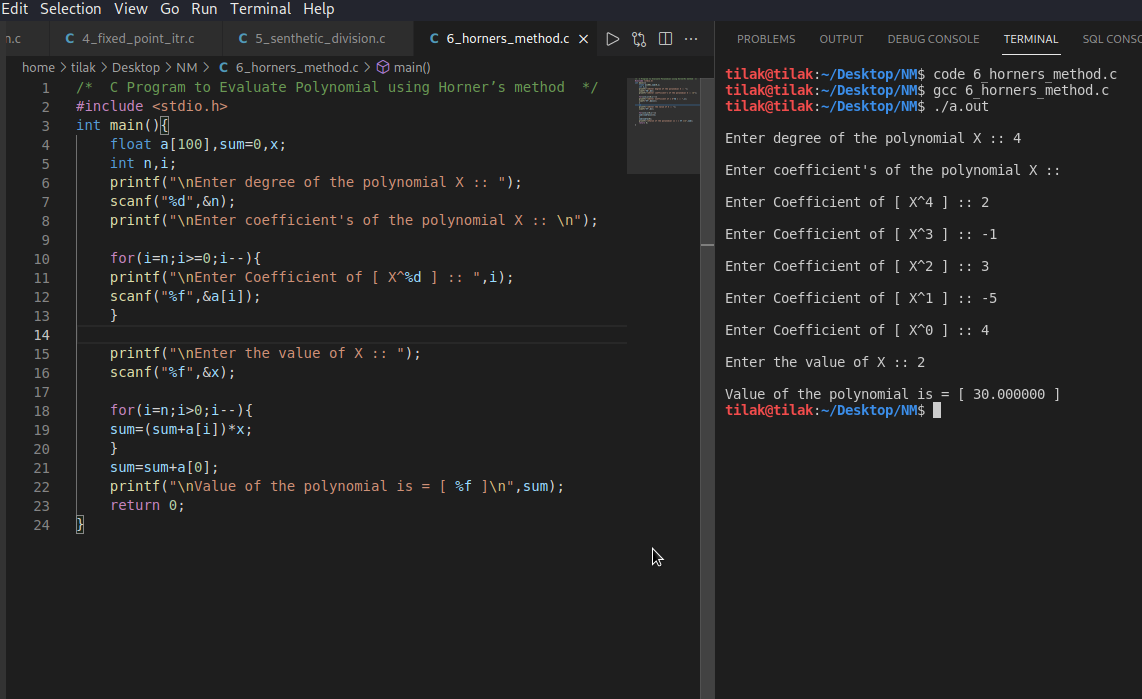 Edit Selection View Go Run Terminal Help
n.c C 4_fixed_point_itr.c C 5_senthetic_division.c C 6_horners_method.c
home > tilak > Desktop > NM > C 6_horners_method.c > main()
1 /*  C Program to Evaluate Polynomial using Horner’s method  */
2 #include <stdio.h>
3 int main(){
4     float a[100],sum=0,x;
5     int n,i;
6     printf("\nEnter degree of the polynomial X :: ");
7     scanf("%d",&n);
8     printf("\nEnter coefficient's of the polynomial X :: \n");
9
10     for(i=n;i>=0;i--){
11     printf("\nEnter Coefficient of [ X^%d ] :: ",i);
12     scanf("%f",&a[i]);
13     }
14
15     printf("\nEnter the value of X :: ");
16     scanf("%f",&x);
17
18     for(i=n;i>0;i--){
19     sum=(sum+a[i])*x;
20     }
21     sum=sum+a[0];
22     printf("\nValue of the polynomial is = [ %f ]\n",sum);
23     return 0;
24 }
PROBLEMS OUTPUT DEBUG CONSOLE TERMINAL SQL CONSO
tilak@tilak:~/Desktop/NM$ code 6_horners_method.c
tilak@tilak:~/Desktop/NM$ gcc 6_horners_method.c
tilak@tilak:~/Desktop/NM$ ./a.out
Enter degree of the polynomial X :: 4
Enter coefficient's of the polynomial X ::
Enter Coefficient of [ X^4 ] :: 2
Enter Coefficient of [ X^3 ] :: -1
Enter Coefficient of [ X^2 ] :: 3
Enter Coefficient of [ X^1 ] :: -5
Enter Coefficient of [ X^0 ] :: 4
Enter the value of X :: 2
Value of the polynomial is = [ 30.000000 ]
tilak@tilak:~/Desktop/NM$